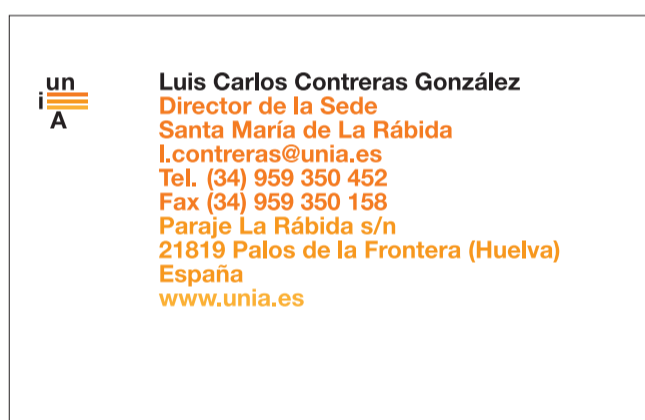 un
i
A
Luis Carlos Contreras González
Director de la Sede
Santa María de La Rábida
l.contreras@unia.es
Tel. (34) 959 350 452
Fax (34) 959 350 158
Paraje La Rábida s/n
21819 Palos de la Frontera (Huelva)
España
www.unia.es